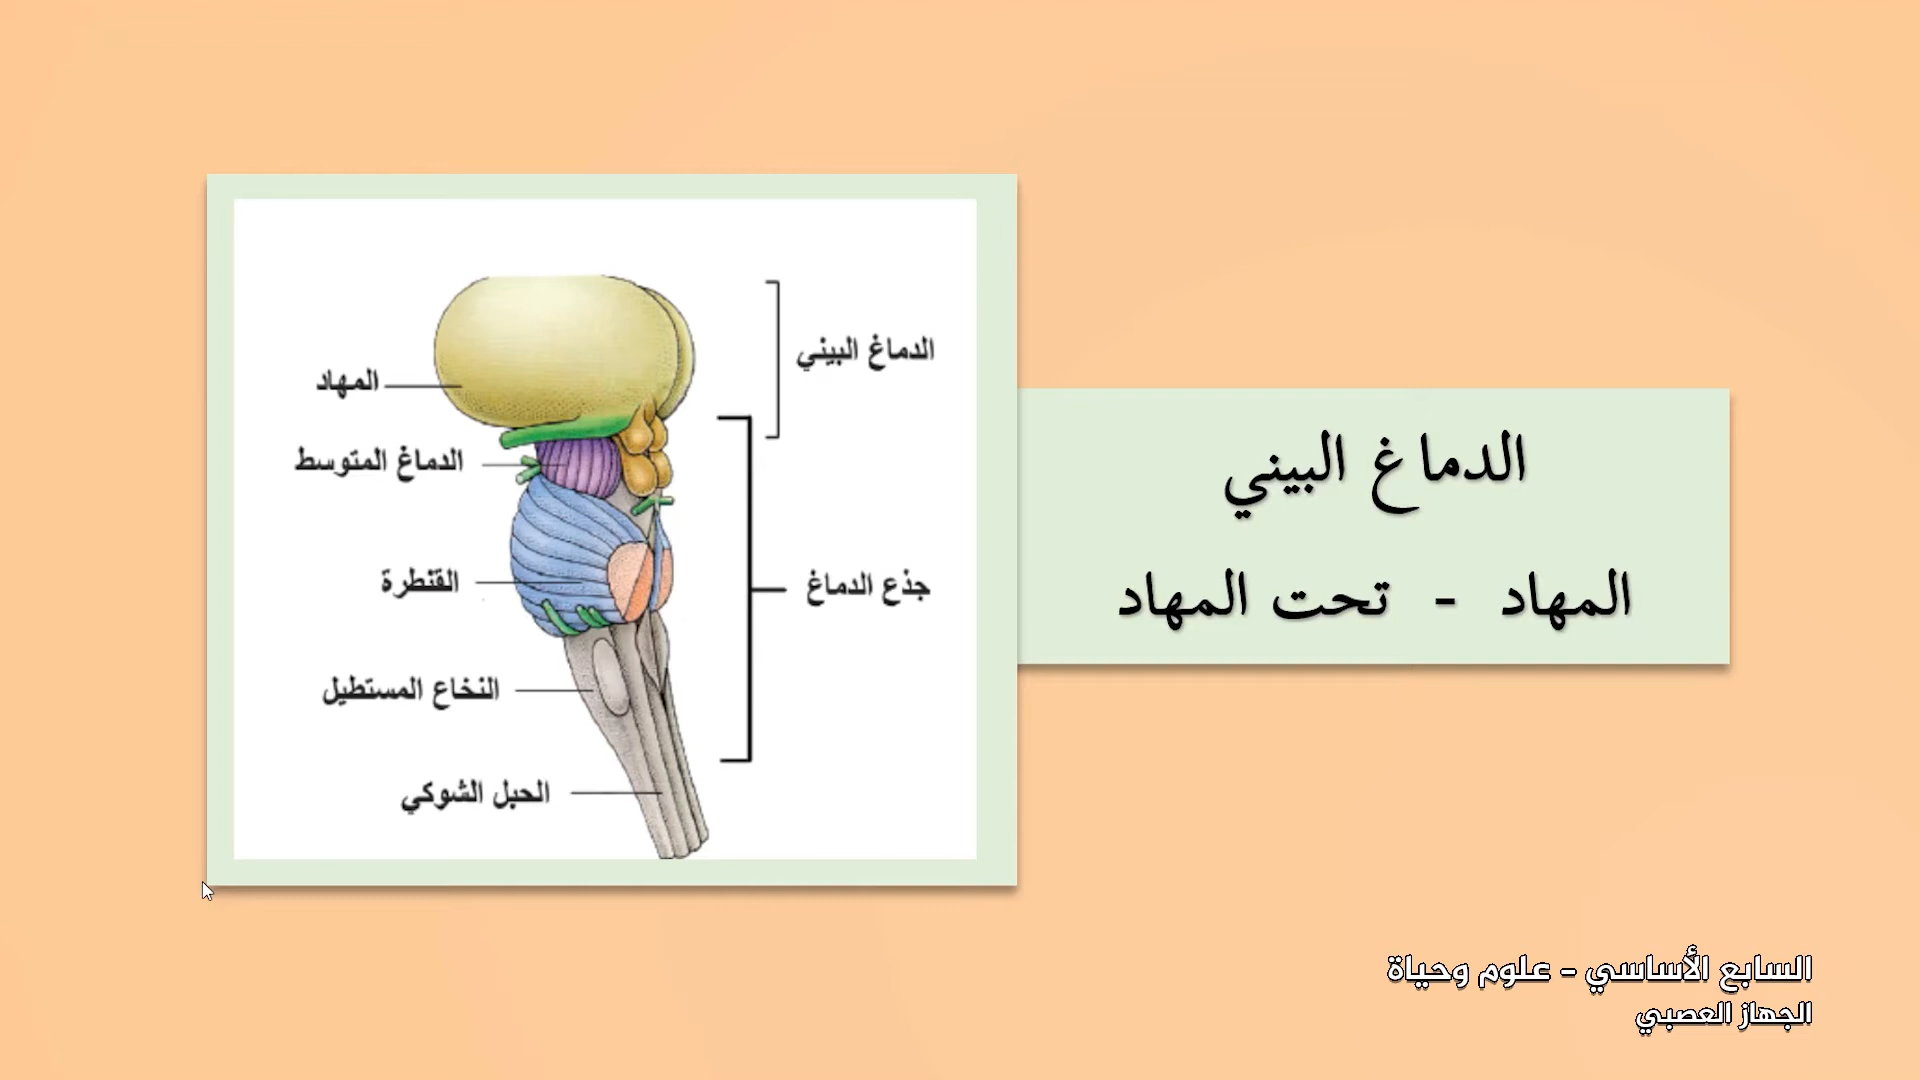 الدماغ البيني
المهاد - تحت المهاد
الدماغ البيني
المهاد
الدماغ المتوسط
القنطرة
جذع الدماغ
النخاع المستطيل
الحبل الشوكي
السابع الأساسي - علوم وحياة
الجهاز العصبي